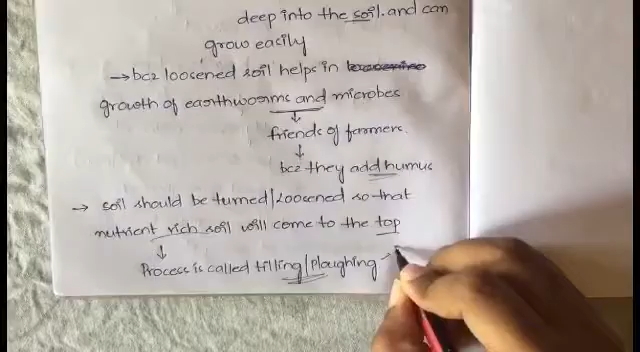 deep into the soil. and can
grow easily
→ bcz loosened soil helps in
growth of earthworms and microbes
↓
friends of farmers.
↓
bcz they add humus
→ soil should be turned/loosened so that
nutrient rich soil will come to the top
↓
Process is called tilling/Ploughing →